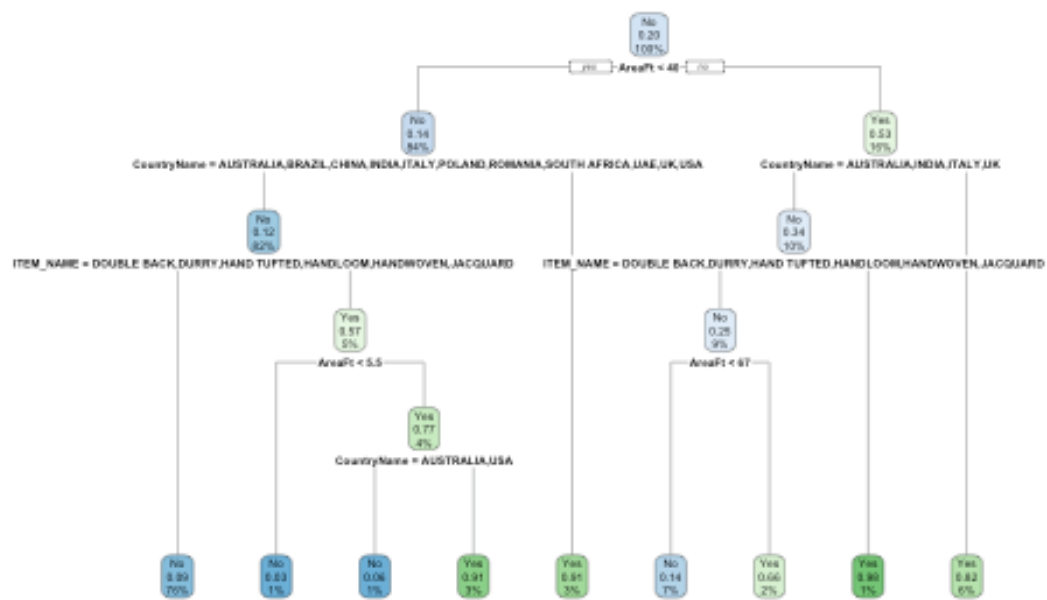 No
0.20
100%
yes AreaFt < 40 no
No
0.14
84%
Yes
0.53
16%
CountryName = AUSTRALIA,BRAZIL,CHINA,INDIA,ITALY,POLAND,ROMANIA,SOUTH AFRICA,UAE,UK,USA
CountryName = AUSTRALIA,INDIA,ITALY,UK
No
0.12
82%
No
0.34
10%
ITEM_NAME = DOUBLE BACK,DURRY,HAND TUFTED,HANDLOOM,HANDWOVEN,JACQUARD
ITEM_NAME = DOUBLE BACK,DURRY,HAND TUFTED,HANDLOOM,HANDWOVEN,JACQUARD
Yes
0.57
5%
No
0.25
9%
AreaFt < 5.5
AreaFt < 67
Yes
0.77
4%
CountryName = AUSTRALIA,USA
No
0.09
76%
No
0.03
1%
No
0.06
1%
Yes
0.91
3%
Yes
3%
No
0.14
7%
Yes
0.66
2%
Yes
0.98
1%
Yes
0.82
6%